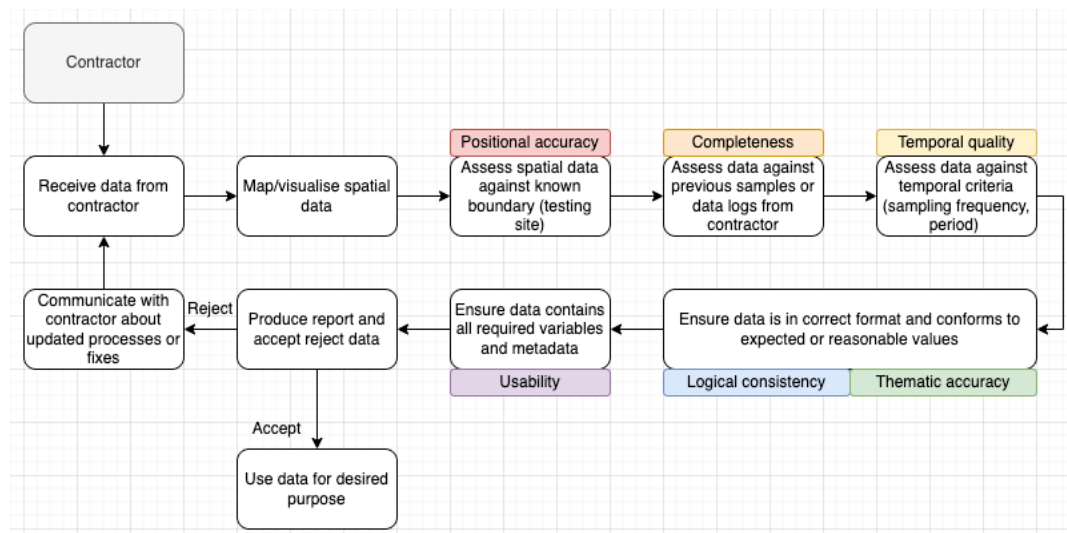 Contractor
Positional accuracy
Completeness
Temporal quality
Receive data from
contractor
Map/visualise spatial
data
Assess spatial data
against known
boundary (testing
site)
Assess data against
previous samples or
data logs from
contractor
Assess data against
temporal criteria
(sampling frequency,
period)
Communicate with
contractor about
updated processes or
fixes
Reject
Produce report and
accept reject data
Ensure data contains
all required variables
and metadata
Ensure data is in correct format and conforms to
expected or reasonable values
Usability
Logical consistency
Thematic accuracy
Accept
Use data for desired
purpose